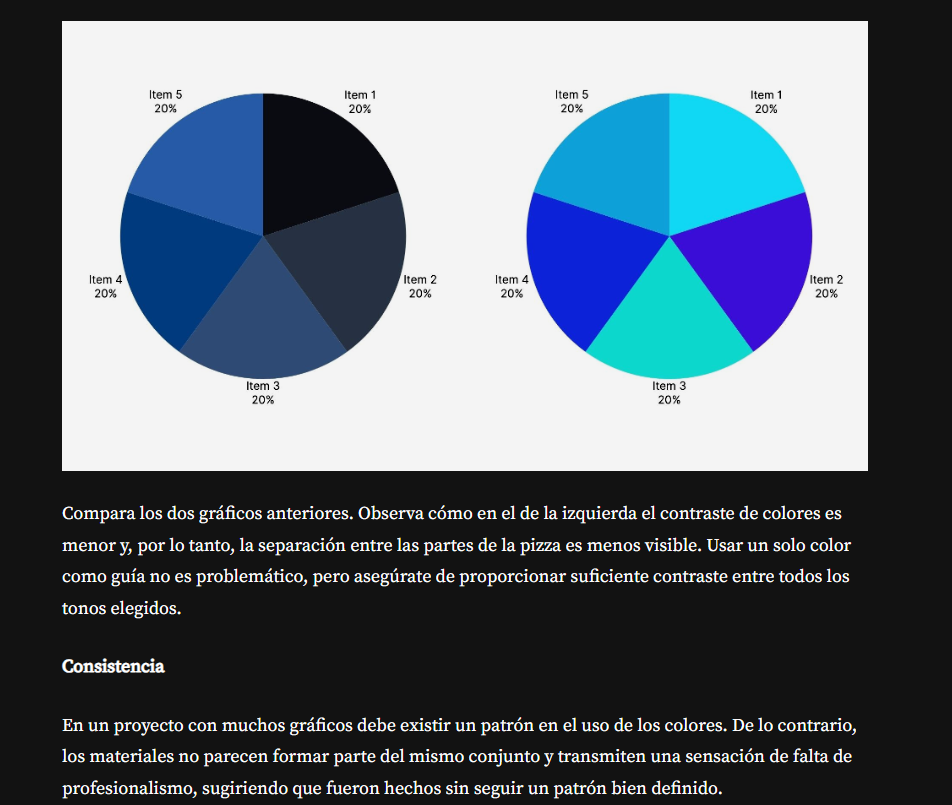 Item 5
20%
Item 1
20%
Item 4
20%
Item 2
20%
Item 3
20%
Item 5
20%
Item 1
20%
Item 4
20%
Item 2
20%
Item 3
20%
Compara los dos gráficos anteriores. Observa cómo en el de la izquierda el contraste de colores es
menor y, por lo tanto, la separación entre las partes de la pizza es menos visible. Usar un solo color
como guía no es problemático, pero asegúrate de proporcionar suficiente contraste entre todos los
tonos elegidos.
Consistencia
En un proyecto con muchos gráficos debe existir un patrón en el uso de los colores. De lo contrario,
los materiales no parecen formar parte del mismo conjunto y transmiten una sensación de falta de
profesionalismo, sugiriendo que fueron hechos sin seguir un patrón bien definido.